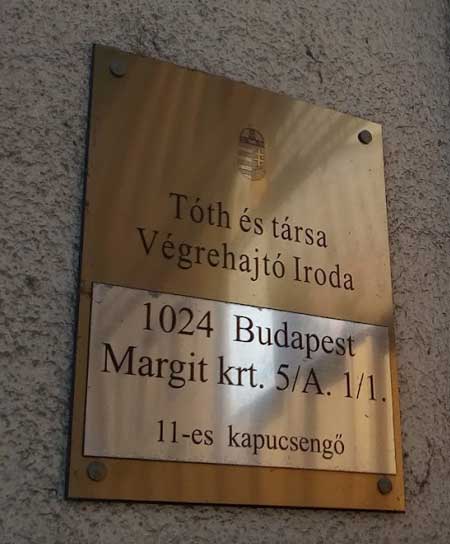 Tóth és társa
Végrehajtó Iroda
1024 Budapest
Margit krt. 5/A. 1/1.
11-es kapucsengő